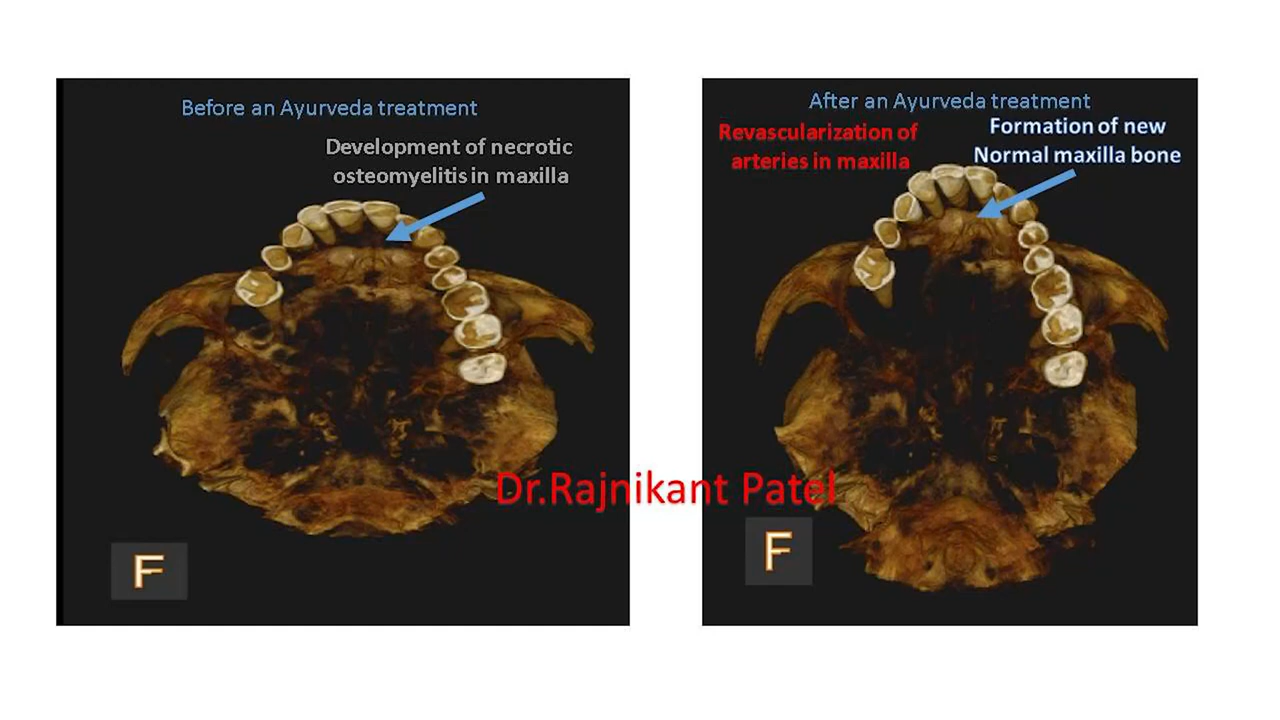 Before an Ayurveda treatment
Development of necrotic
osteomyelitis in maxilla
F
After an Ayurveda treatment
Revascularization of
arteries in maxilla
Formation of new
Normal maxilla bone
F
Dr.Rajnikant Patel